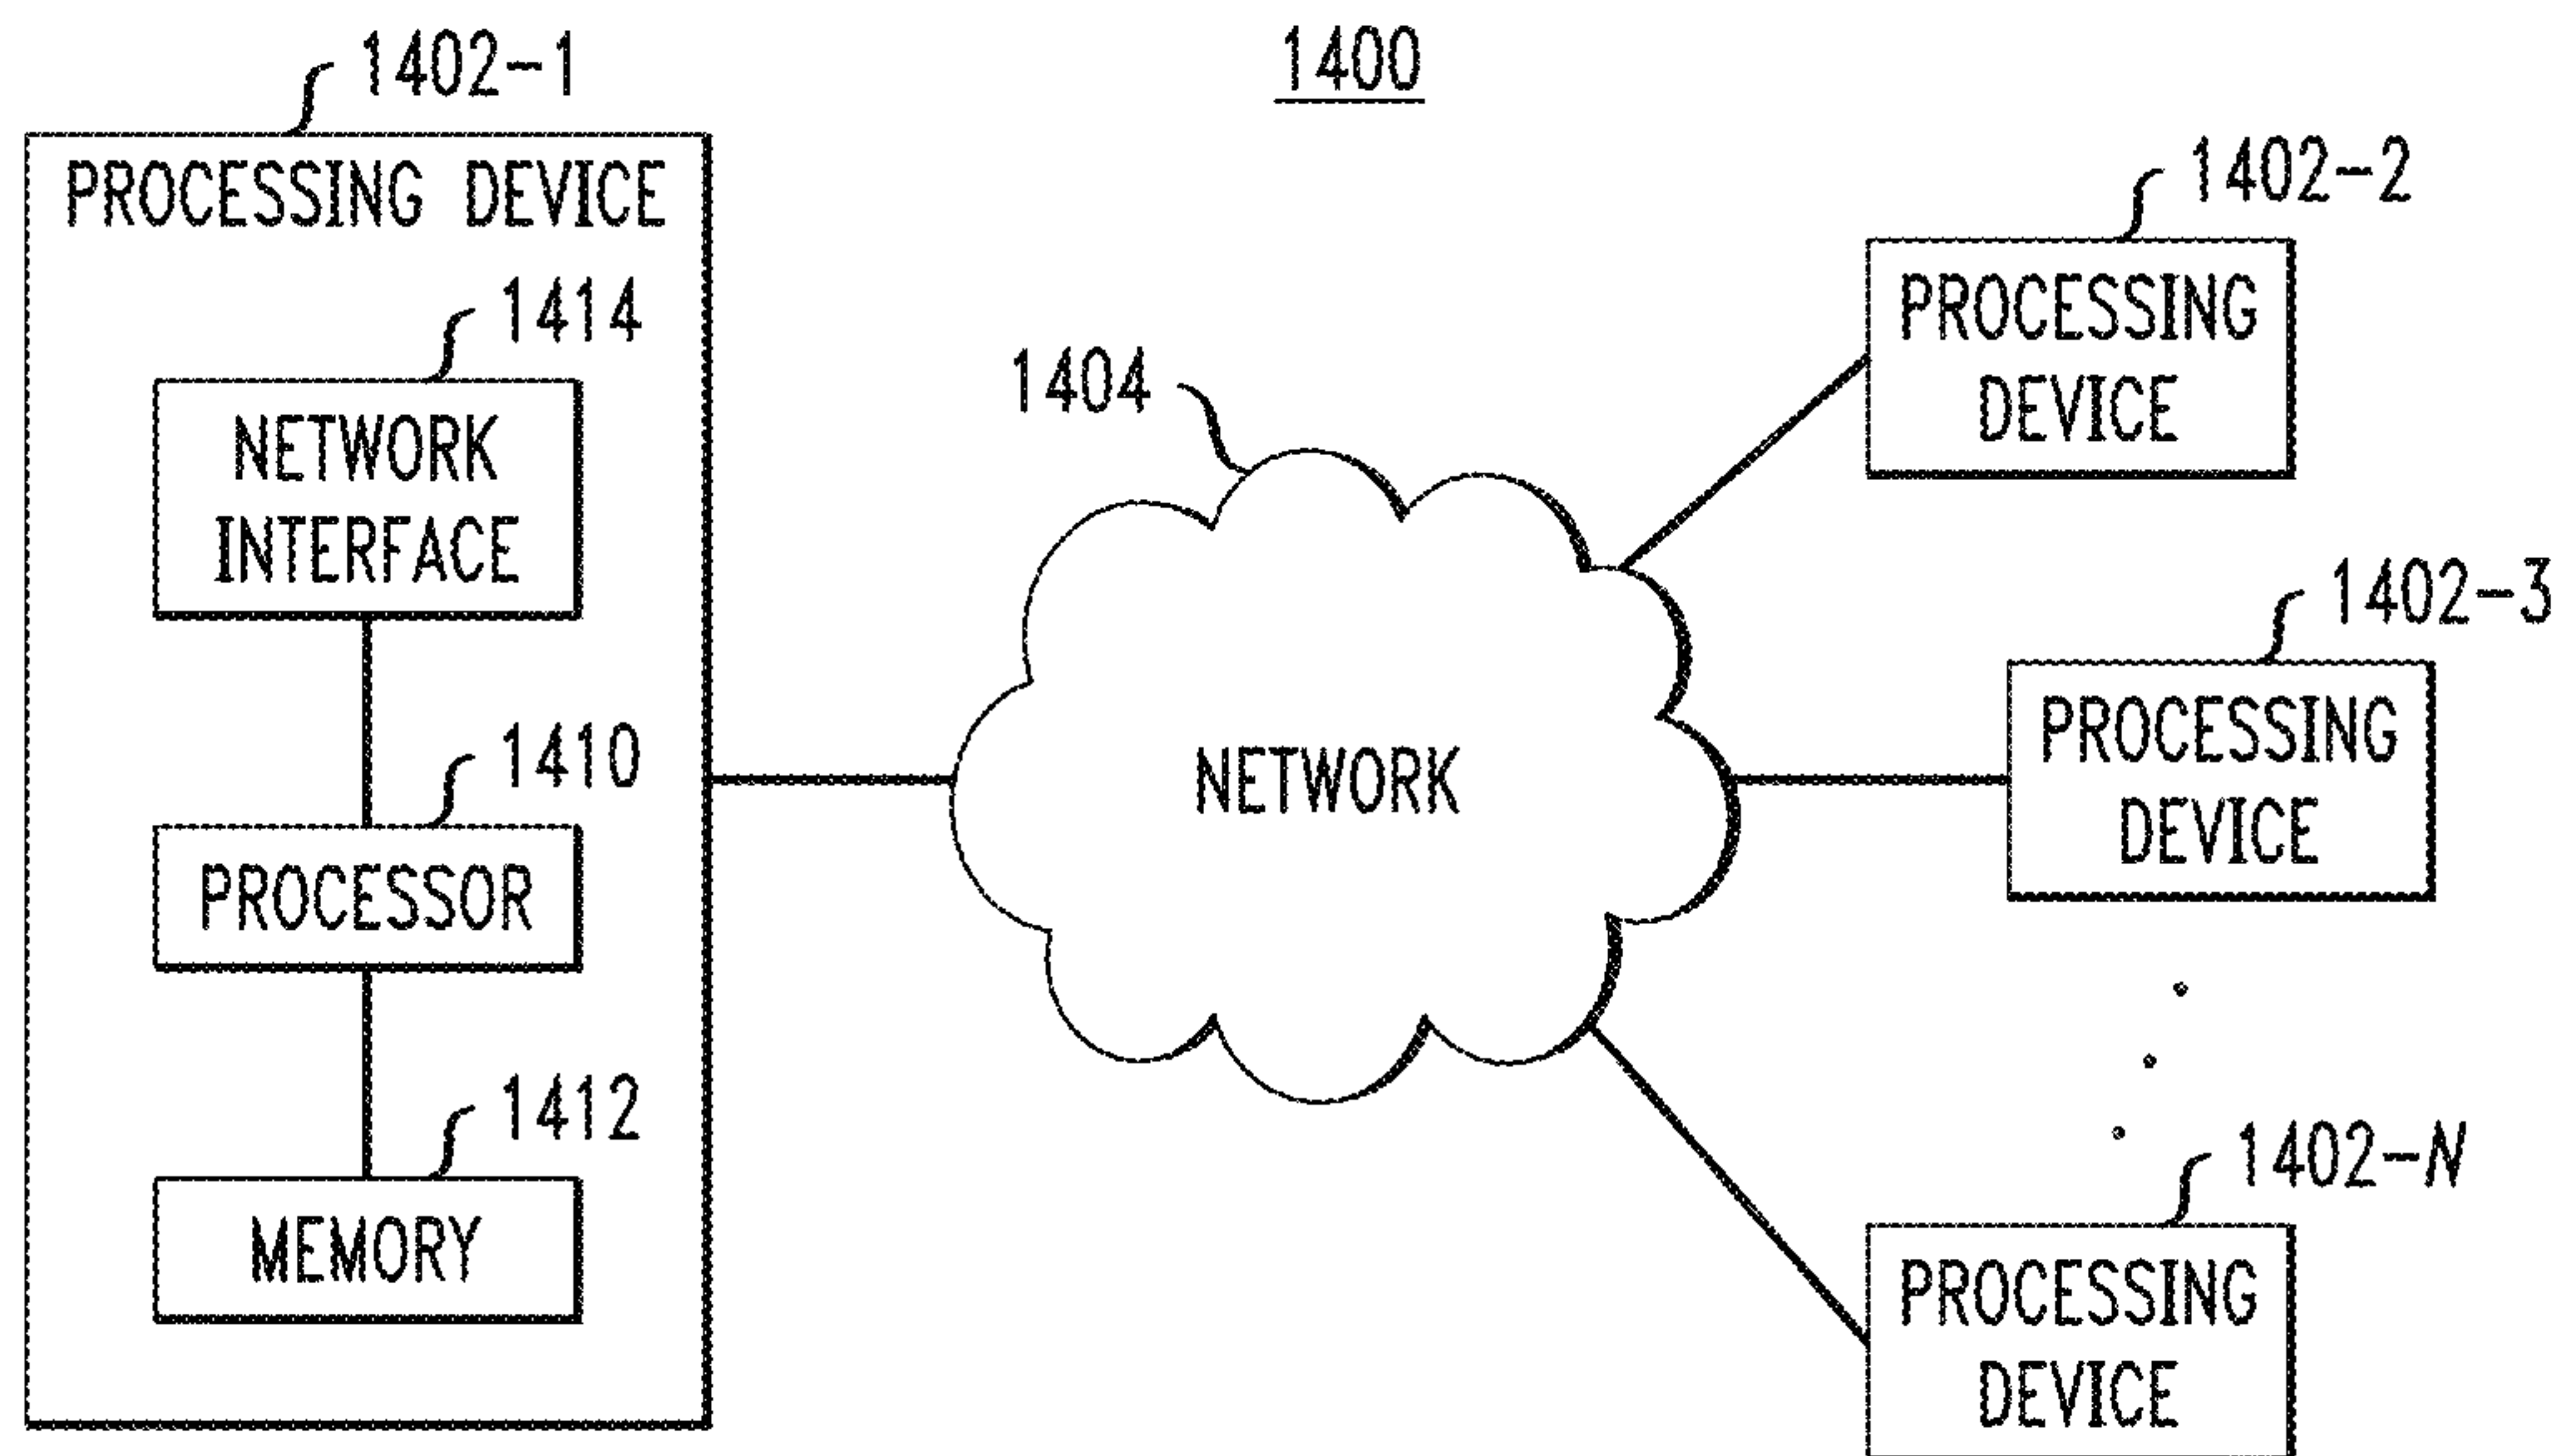 1400
1402-1
PROCESSING DEVICE
1414
NETWORK
INTERFACE
1410
PROCESSOR
1412
MEMORY
1404
NETWORK
1402-2
PROCESSING
DEVICE
1402-3
PROCESSING
DEVICE
1402-N
PROCESSING
DEVICE